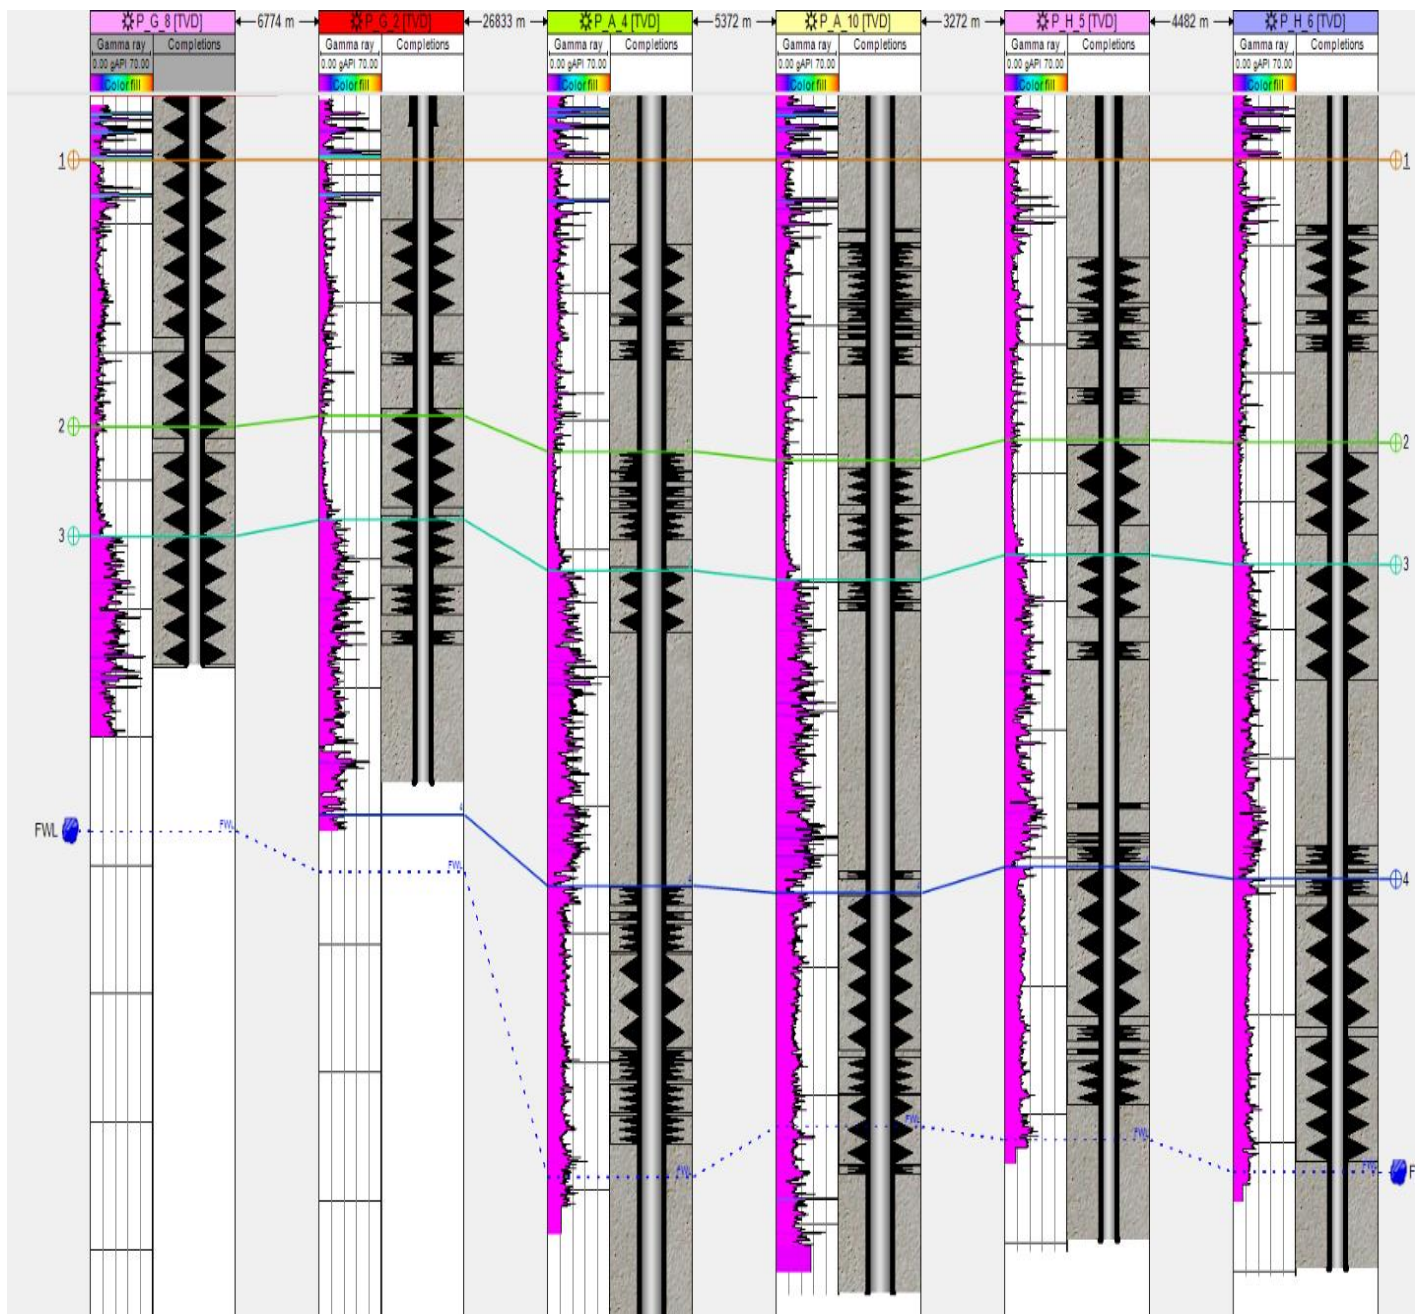 P_G_8 [TVD] 6774 m P_G_2 [TVD] 26833 m P_A_4 [TVD] 5372 m P_A_10 [TVD] 3272 m P_H_5 [TVD] 4482 m P_H_6 [TVD]
Gamma ray Completions Gamma ray Completions Gamma ray Completions Gamma ray Completions Gamma ray Completions Gamma ray Completions
0.00 gAPI 70.00 0.00 gAPI 70.00 0.00 gAPI 70.00 0.00 gAPI 70.00 0.00 gAPI 70.00 0.00 gAPI 70.00
Color fill Color fill Color fill Color fill Color fill Color fill
1 1
2 2
3 3
4
FWL FWL
FWL
FWL
FWL
FWL
FWL F